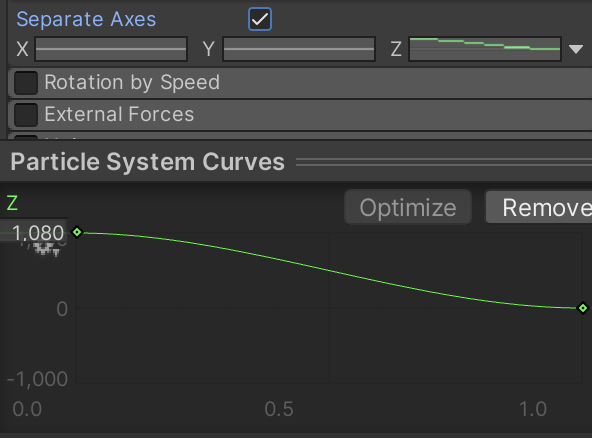 Separate Axes
X Y Z
Rotation by Speed
External Forces
Particle System Curves
Z
Optimize Remove
1,080
0
-1,000
0.0 0.5 1.0